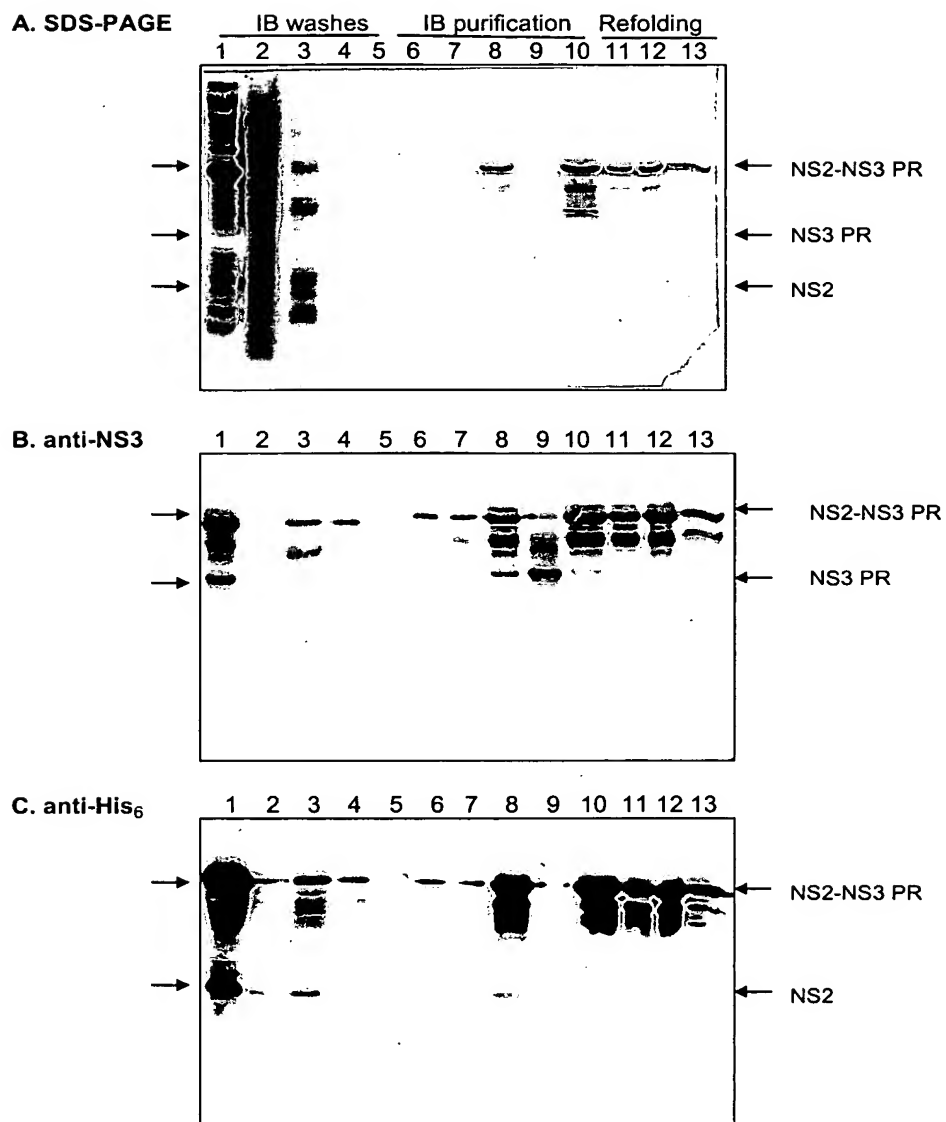 A. SDS-PAGE IB washes IB purification Refolding
1 2 3 4 5 6 7 8 9 10 11 12 13
NS2-NS3 PR
NS3 PR
NS2
B. anti-NS3 1 2 3 4 5 6 7 8 9 10 11 12 13
NS2-NS3 PR
NS3 PR
C. anti-His6 1 2 3 4 5 6 7 8 9 10 11 12 13
NS2-NS3 PR
NS2